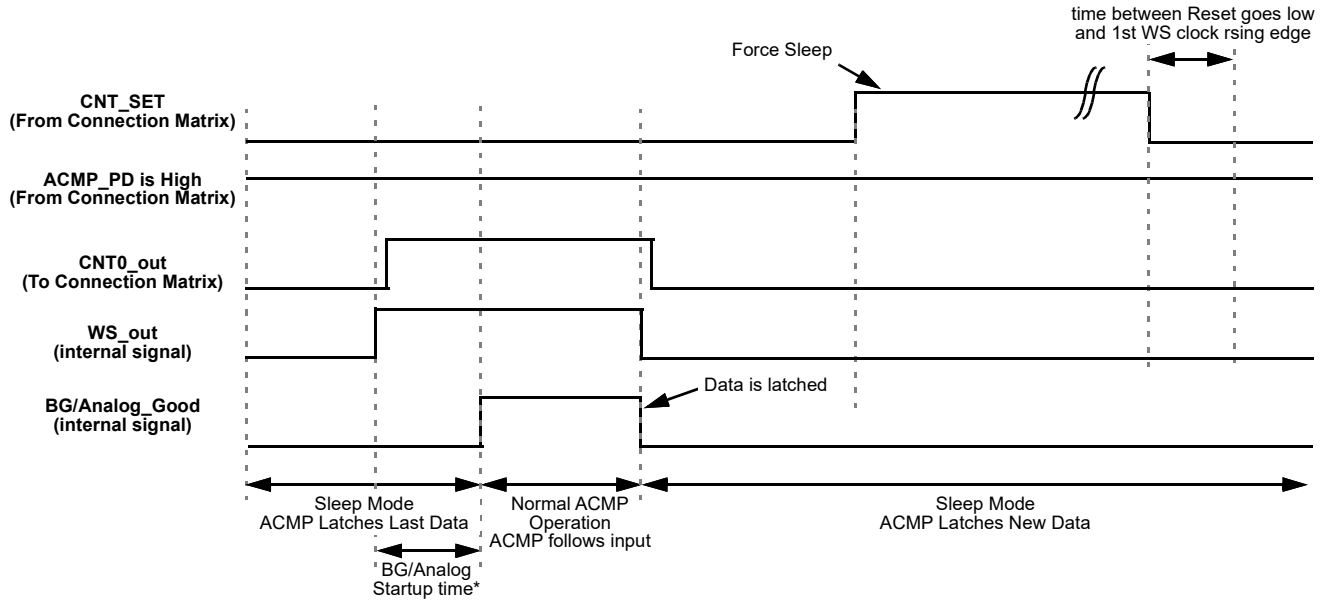 time between Reset goes low
and 1st WS clock rsing edge
Force Sleep
CNT_SET
(From Connection Matrix)
ACMP_PD is High
(From Connection Matrix)
CNT0_out
(To Connection Matrix)
WS_out
(internal signal)
Data is latched
BG/Analog_Good
(internal signal)
Sleep Mode
ACMP Latches Last Data
Normal ACMP
Operation
ACMP follows input
Sleep Mode
ACMP Latches New Data
BG/Analog
Startup time*